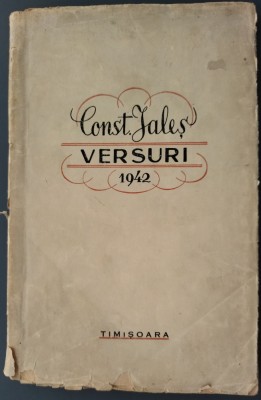 Const. Jaleș
VERSURI
1942
TIMIȘOARA